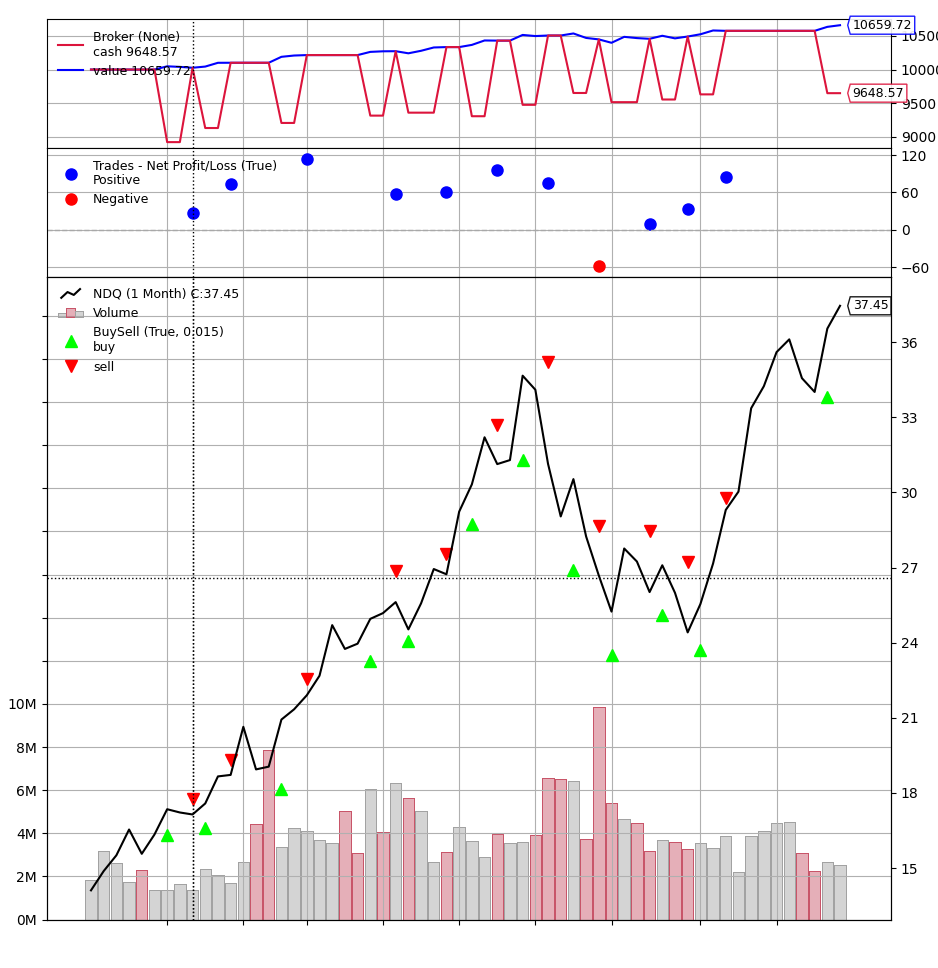 Broker (None)
cash 9648.57
value 10659.72
10659.72
10500
10000
9648.57
9500
9000
Trades - Net Profit/Loss (True)
Positive
Negative
120
60
0
−60
NDQ (1 Month) C:37.45
Volume
BuySell (True, 0.015)
buy
sell
37.45
36
33
30
27
24
21
18
15
10M
8M
6M
4M
2M
0M